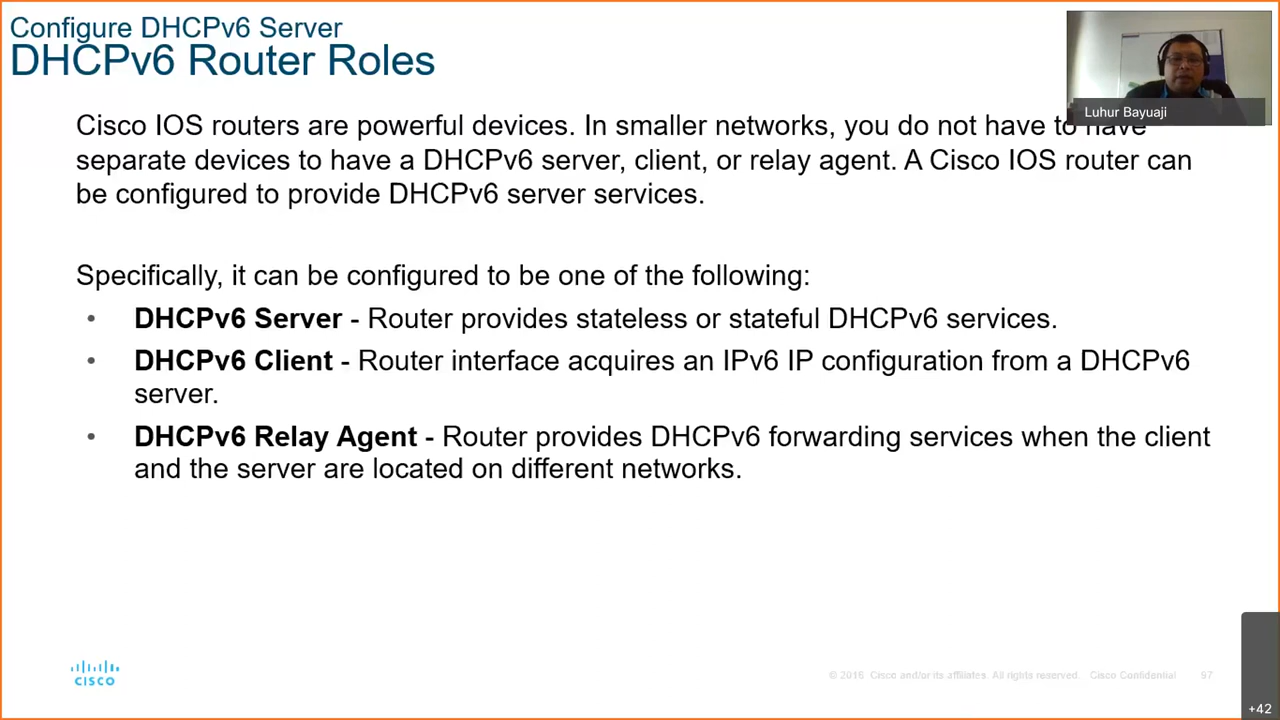 Configure DHCPv6 Server
DHCPv6 Router Roles
Luhur Bayuaji
Cisco IOS routers are powerful devices. In smaller networks, you do not have to have
separate devices to have a DHCPv6 server, client, or relay agent. A Cisco IOS router can
be configured to provide DHCPv6 server services.
Specifically, it can be configured to be one of the following:
• DHCPv6 Server - Router provides stateless or stateful DHCPv6 services.
• DHCPv6 Client - Router interface acquires an IPv6 IP configuration from a DHCPv6
server.
• DHCPv6 Relay Agent - Router provides DHCPv6 forwarding services when the client
and the server are located on different networks.
CISCO
© 2016 Cisco and/or its affiliates. All rights reserved. Cisco Confidential 97
+42